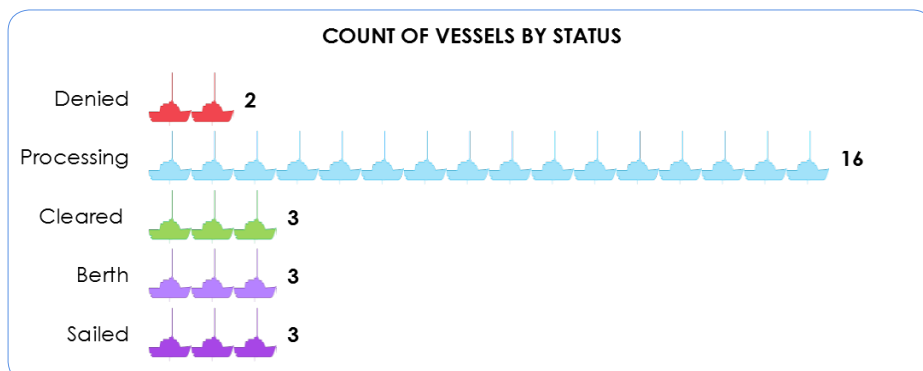 COUNT OF VESSELS BY STATUS
Denied 2
Processing 16
Cleared 3
Berth 3
Sailed 3